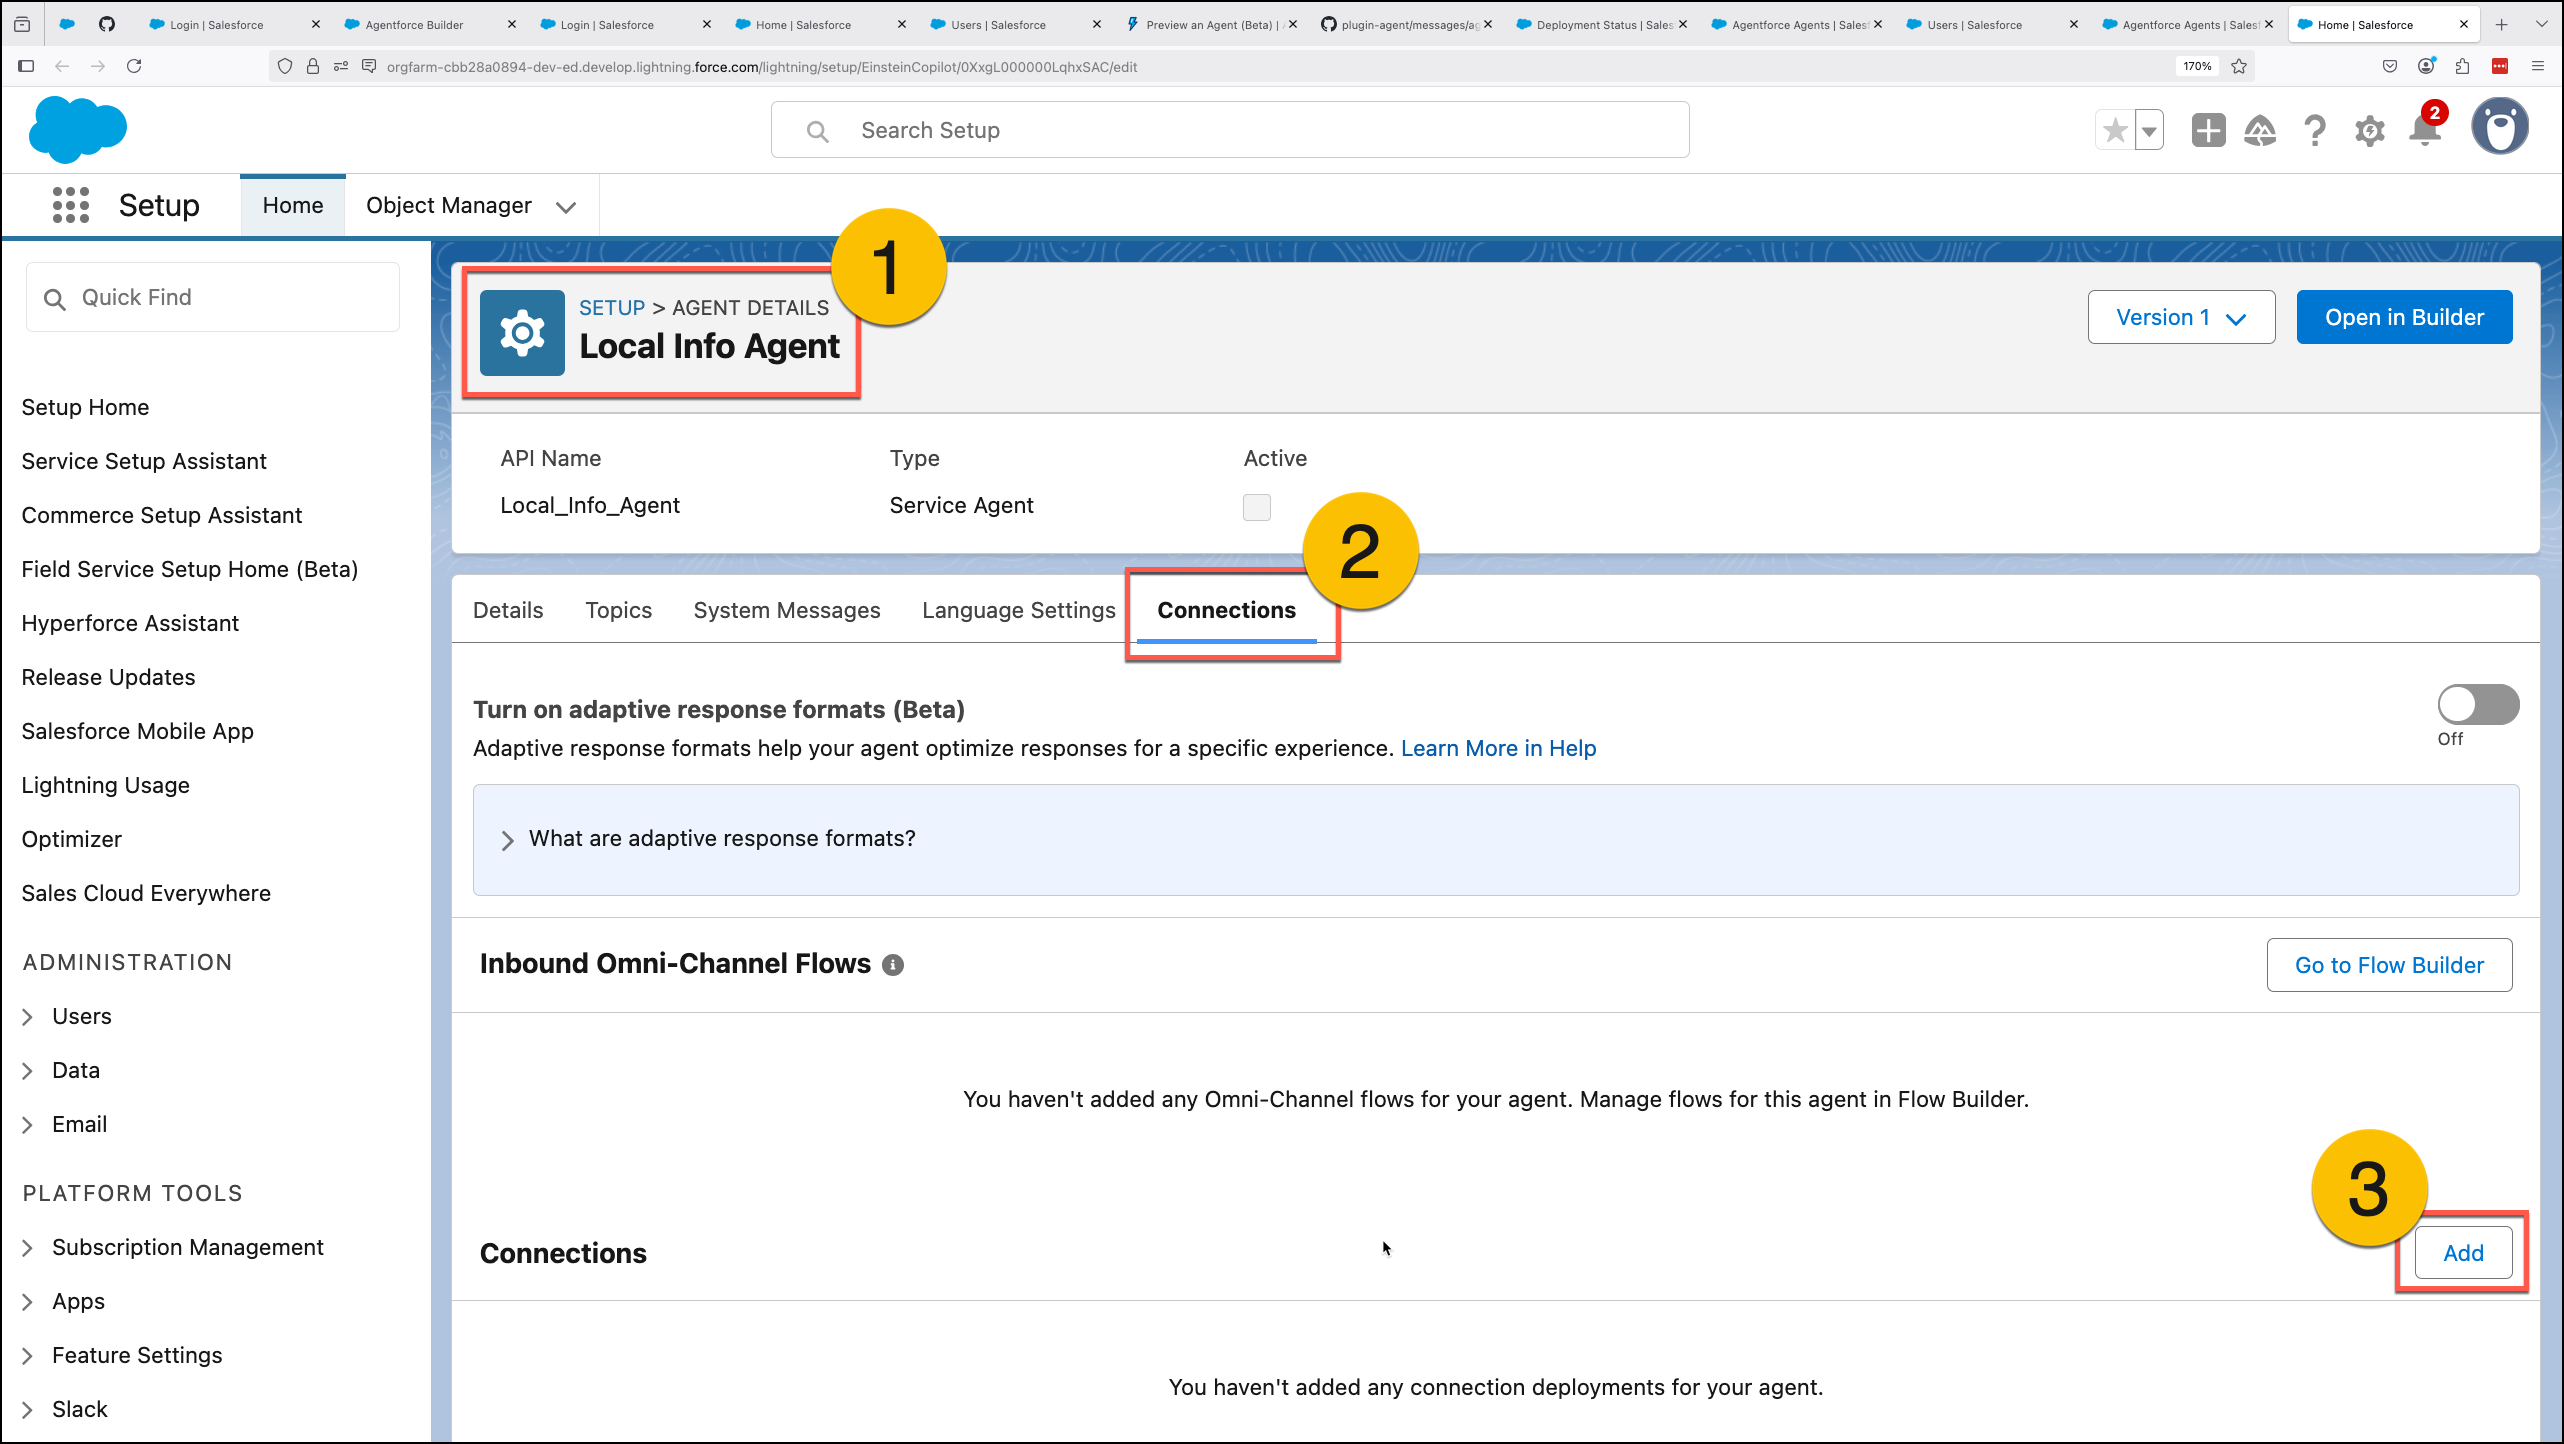 Login | Salesforce
Agentforce Builder
Login | Salesforce
Home | Salesforce
Users | Salesforce
Preview an Agent (Beta) |
plugin-agent/messages/ag
Deployment Status | Sales
Agentforce Agents | Salesf
Users | Salesforce
Agentforce Agents | Salesf
Home | Salesforce
orgfarm-cbb28a0894-dev-ed.develop.lightning.force.com/lightning/setup/EinsteinCopilot/0XxgL000000LqhxSAC/edit
170%
Search Setup
2
Setup
Home
Object Manager
Quick Find
Setup Home
Service Setup Assistant
Commerce Setup Assistant
Field Service Setup Home (Beta)
Hyperforce Assistant
Release Updates
Salesforce Mobile App
Lightning Usage
Optimizer
Sales Cloud Everywhere
ADMINISTRATION
Users
Data
Email
PLATFORM TOOLS
Subscription Management
Apps
Feature Settings
Slack
1
SETUP > AGENT DETAILS
Local Info Agent
Version 1
Open in Builder
API Name
Type
Active
Local_Info_Agent
Service Agent
2
Details
Topics
System Messages
Language Settings
Connections
Turn on adaptive response formats (Beta)
Adaptive response formats help your agent optimize responses for a specific experience. Learn More in Help
Off
What are adaptive response formats?
Inbound Omni-Channel Flows
Go to Flow Builder
You haven't added any Omni-Channel flows for your agent. Manage flows for this agent in Flow Builder.
3
Connections
Add
You haven't added any connection deployments for your agent.